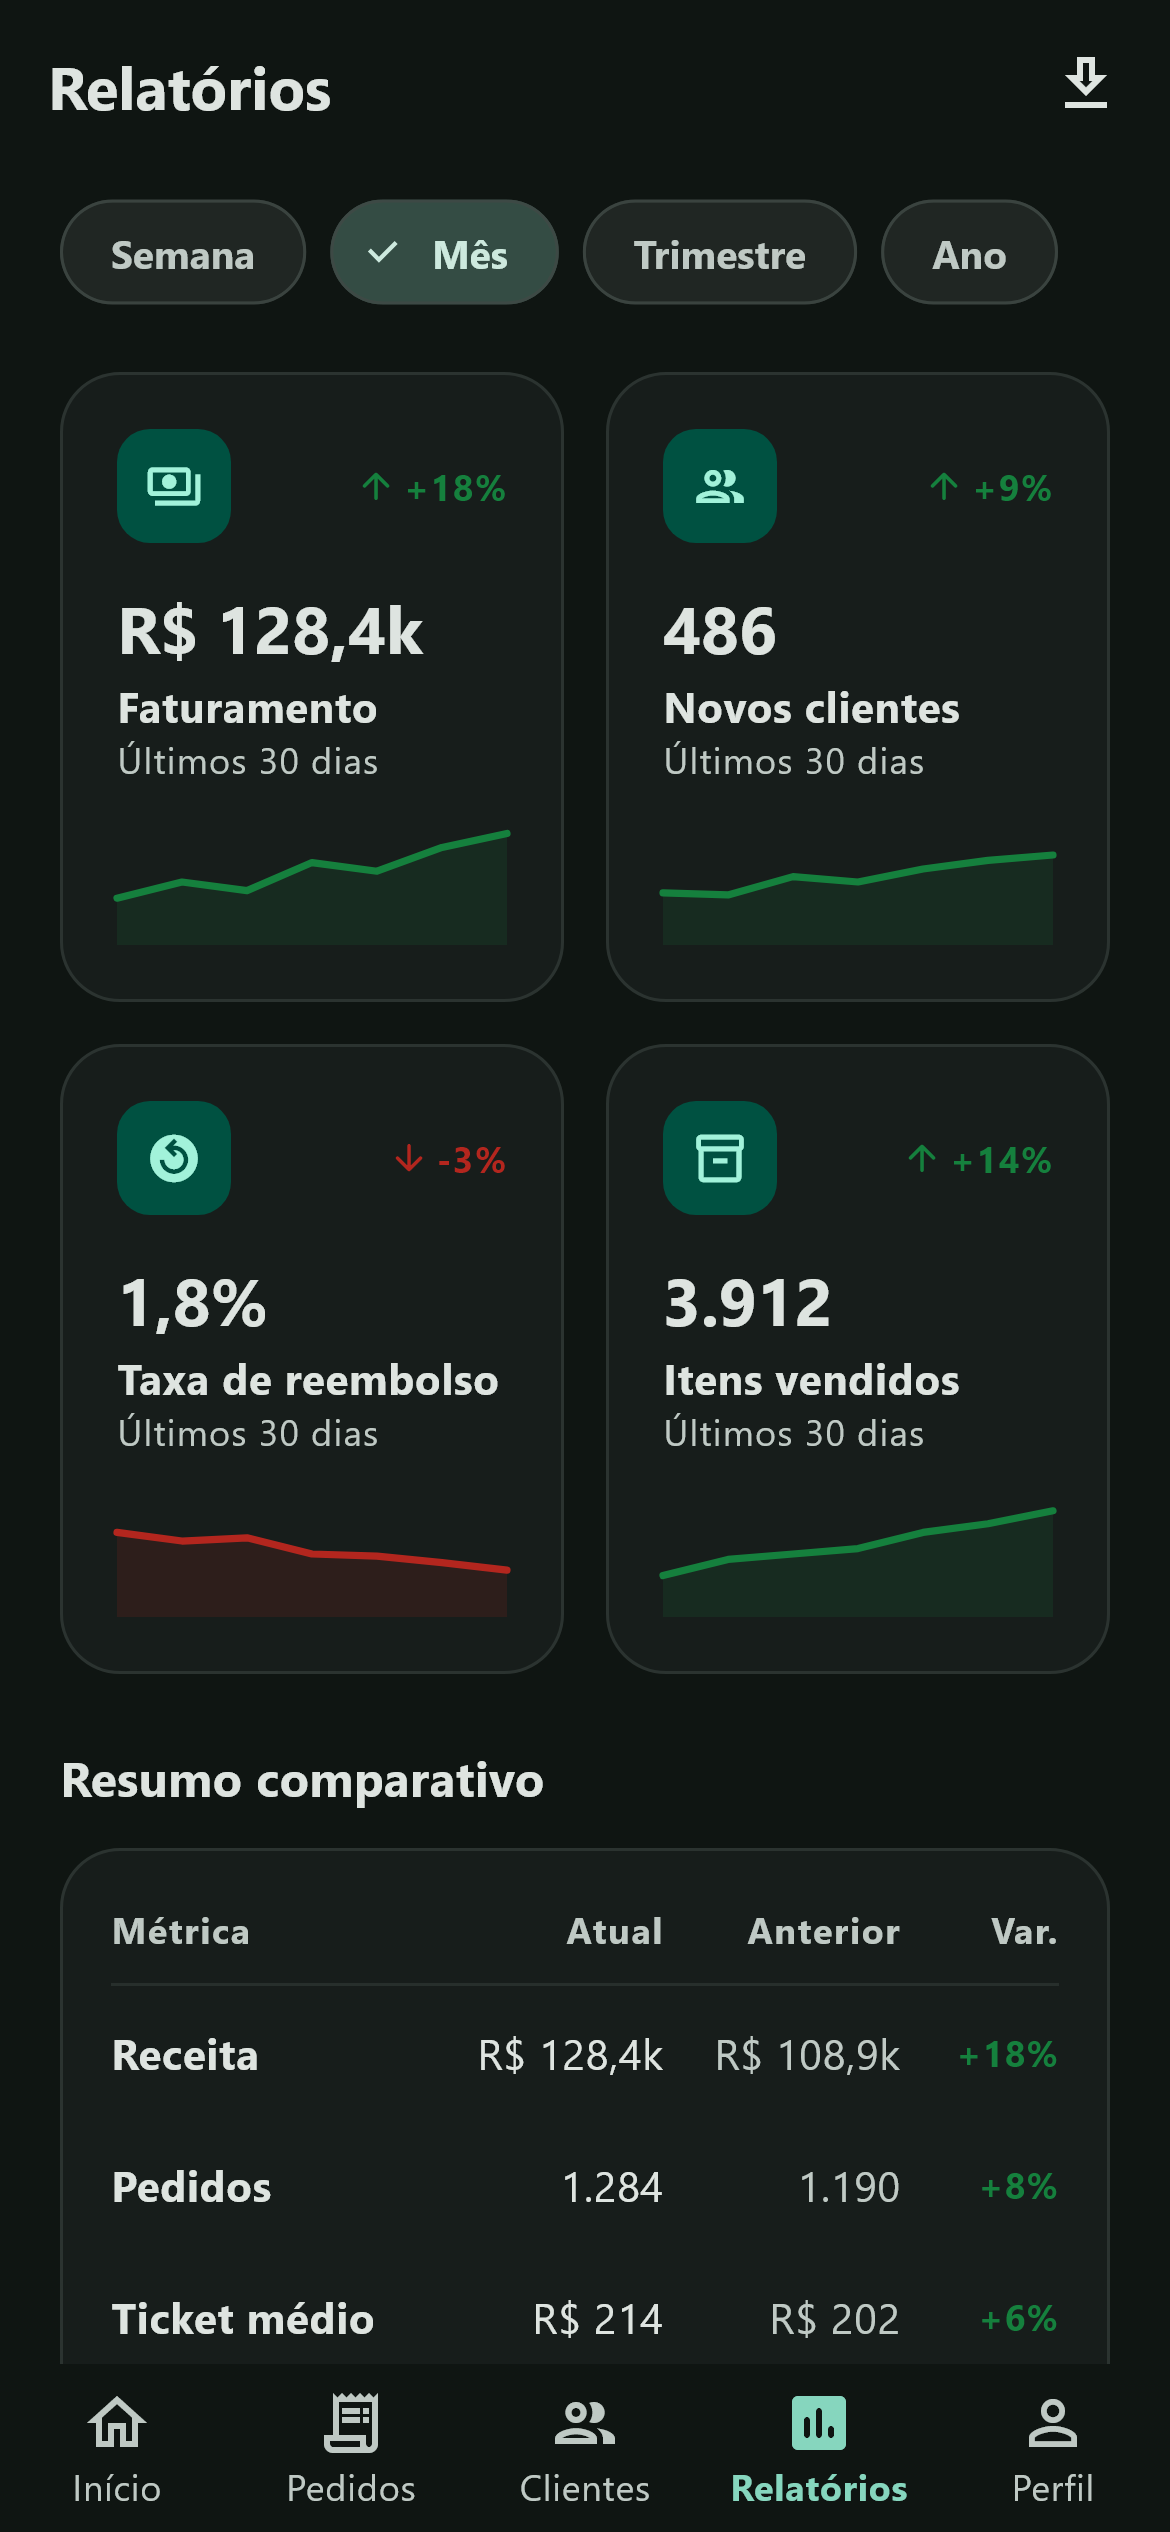 Relatórios
Semana
Mês
Trimestre
Ano
+18%
R$ 128,4k
Faturamento
Últimos 30 dias
+9%
486
Novos clientes
Últimos 30 dias
-3%
1,8%
Taxa de reembolso
Últimos 30 dias
+14%
3.912
Itens vendidos
Últimos 30 dias
Resumo comparativo
Métrica Atual Anterior Var.
Receita R$ 128,4k R$ 108,9k +18%
Pedidos 1.284 1.190 +8%
Ticket médio R$ 214 R$ 202 +6%
Início
Pedidos
Clientes
Relatórios
Perfil